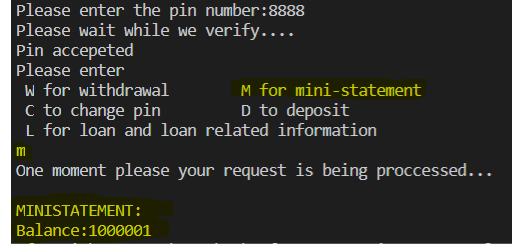 Please enter the pin number:8888
Please wait while we verify....
Pin accepeted
Please enter
W for withdrawal M for mini-statement
C to change pin D to deposit
L for loan and loan related information
m
One moment please your request is being proccessed...
MINISTATEMENT:
Balance:1000001